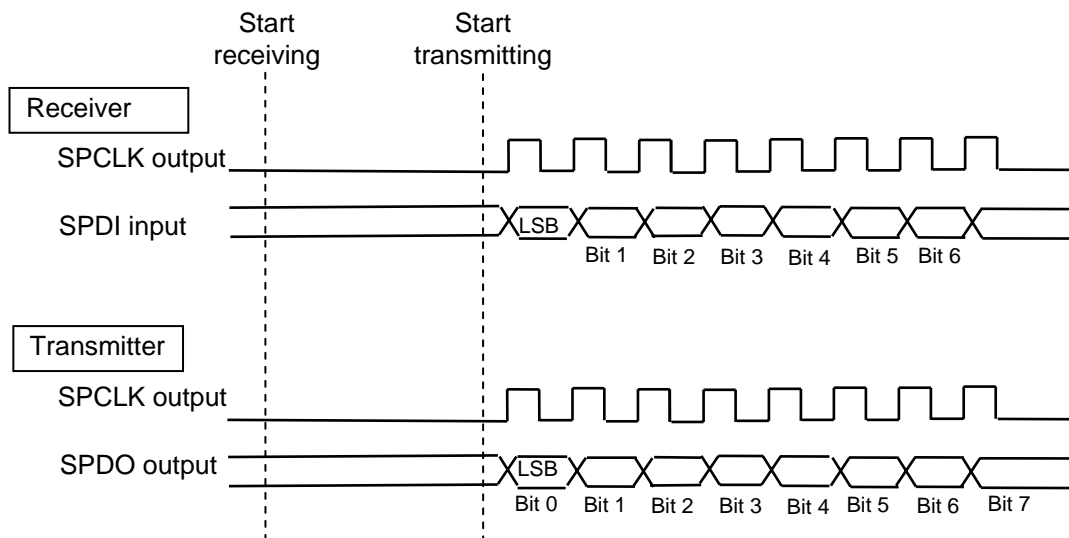 Start
receiving
Start
transmitting
Receiver
SPCLK output
SPDI input
LSB
Bit 1 Bit 2 Bit 3 Bit 4 Bit 5 Bit 6
Transmitter
SPCLK output
SPDO output
LSB
Bit 0 Bit 1 Bit 2 Bit 3 Bit 4 Bit 5 Bit 6 Bit 7